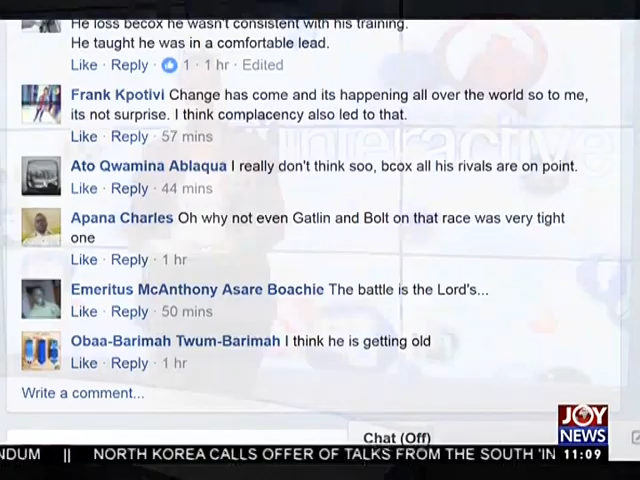 He loss becox he wasn't consistent with his training.
He taught he was in a comfortable lead.
Like · Reply · 1 · 1 hr · Edited
Frank Kpotivi Change has come and its happening all over the world so to me,
its not surprise. I think complacency also led to that.
Like · Reply · 57 mins
interactive
Ato Qwamina Ablaqua I really don't think soo, bcox all his rivals are on point.
Like · Reply · 44 mins
Apana Charles Oh why not even Gatlin and Bolt on that race was very tight
one
Like · Reply · 1 hr
Emeritus McAnthony Asare Boachie The battle is the Lord's...
Like · Reply · 50 mins
Obaa-Barimah Twum-Barimah I think he is getting old
Like · Reply · 1 hr
Write a comment...
Chat (Off)
JOY
NEWS
NDUM || NORTH KOREA CALLS OFFER OF TALKS FROM THE SOUTH 'IN 11:09